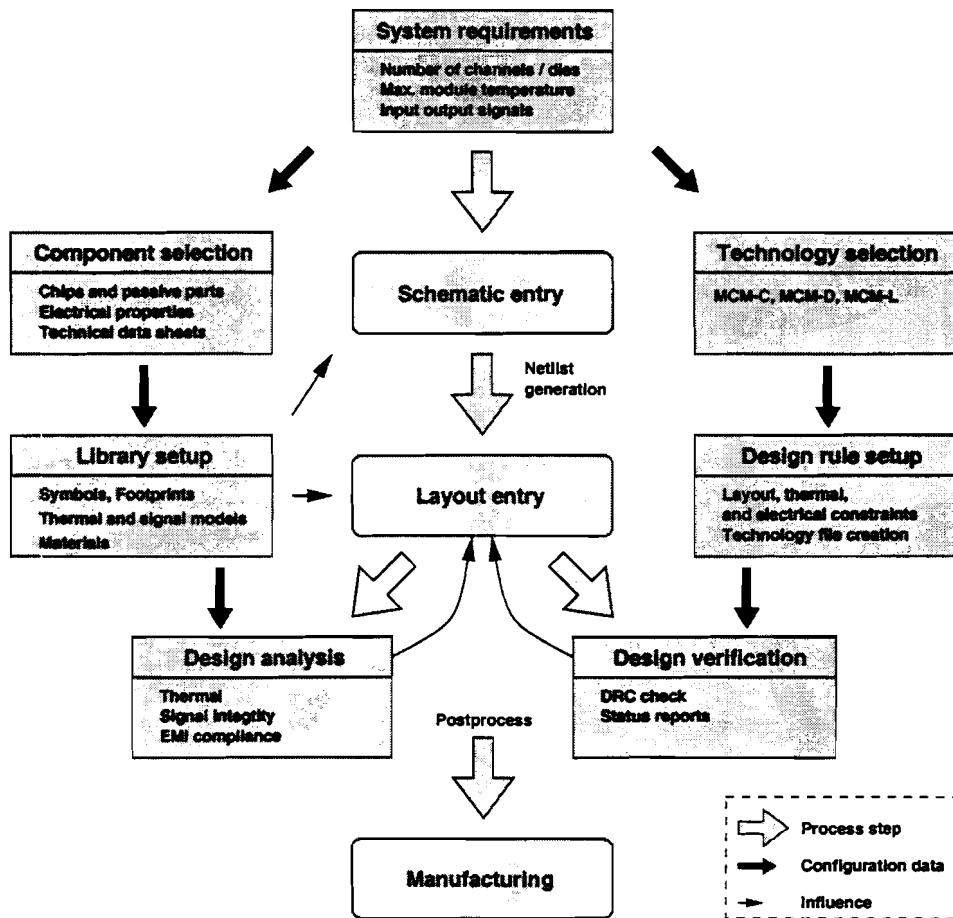 System requirements
Number of channels / dies
Max. module temperature
Input output signals
Component selection
Chips and passive parts
Electrical properties
Technical data sheets
Schematic entry
Technology selection
MCM-C, MCM-D, MCM-L
Netlist
generation
Library setup
Symbols, Footprints
Thermal and signal models
Materials
Layout entry
Design rule setup
Layout, thermal,
and electrical constraints
Technology file creation
Design analysis
Thermal
Signal integtity
EMI compliance
Design verification
DRC check
Status reports
Postprocess
Manufacturing
Process step
Configuration data
Influence